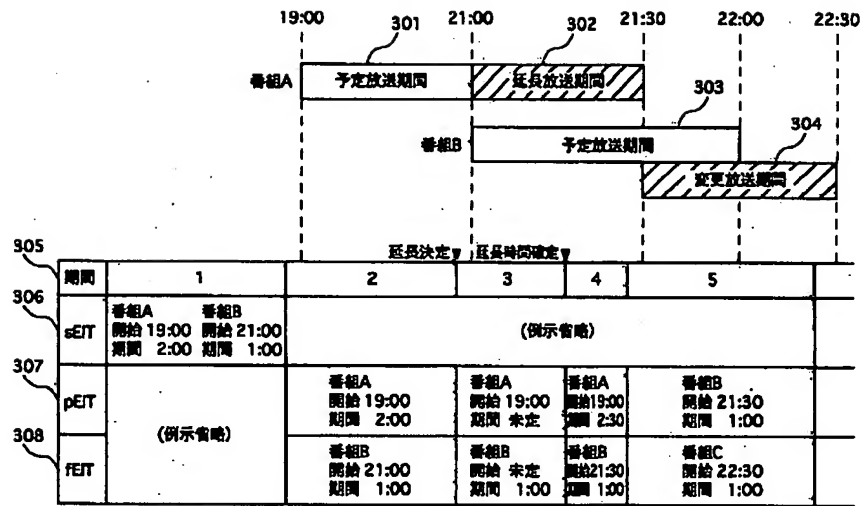 19:00 301 21:00 302 21:30 22:00 22:30
番組A 予定放送期間 延長放送期間
303
番組B 予定放送期間 304
変更放送期間
延長決定▼ 延長時間確定▼
305 期間 1 2 3 4 5
306 sEIT
番組A 番組B
開始 19:00 開始 21:00
期間 2:00 期間 1:00
(例示省略)
307 pEIT
(例示省略)
番組A
開始 19:00
期間 2:00
番組A
開始 19:00
期間 未定
番組A
開始19:00
期間 2:30
番組B
開始 21:30
期間 1:00
308 fEIT
番組B
開始 21:00
期間 1:00
番組B
開始 未定
期間 1:00
番組B
開始21:30
期間 1:00
番組C
開始 22:30
期間 1:00